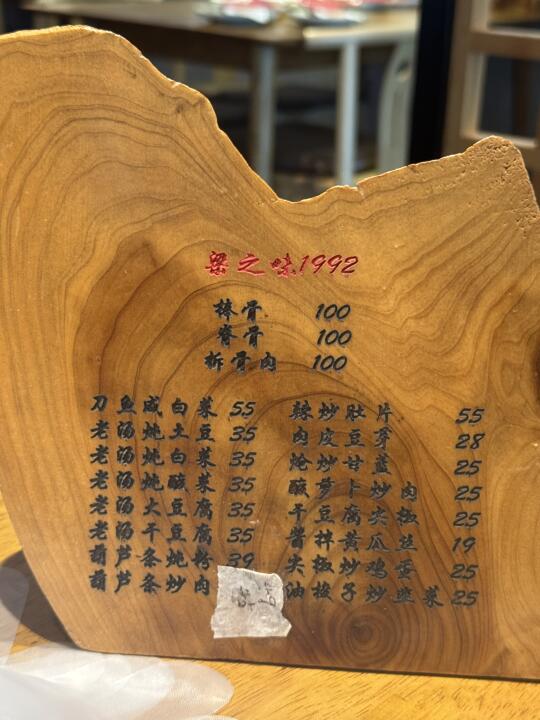 梁之味1992
棒骨 100
脊骨 100
拆骨肉 100
刀鱼咸白菜 55
老汤炖土豆 35
老汤炖白菜 35
老汤炖酸菜 35
老汤大豆腐 35
老汤干豆腐 35
葫芦条炖粉
葫芦条炒肉
辣炒肚片 55
肉皮豆芽 28
炝炒甘蓝 25
酸萝卜炒肉 25
干豆腐尖椒 25
酱拌黄瓜丝 19
尖椒炒鸡蛋 25
油梭子炒韭菜 25